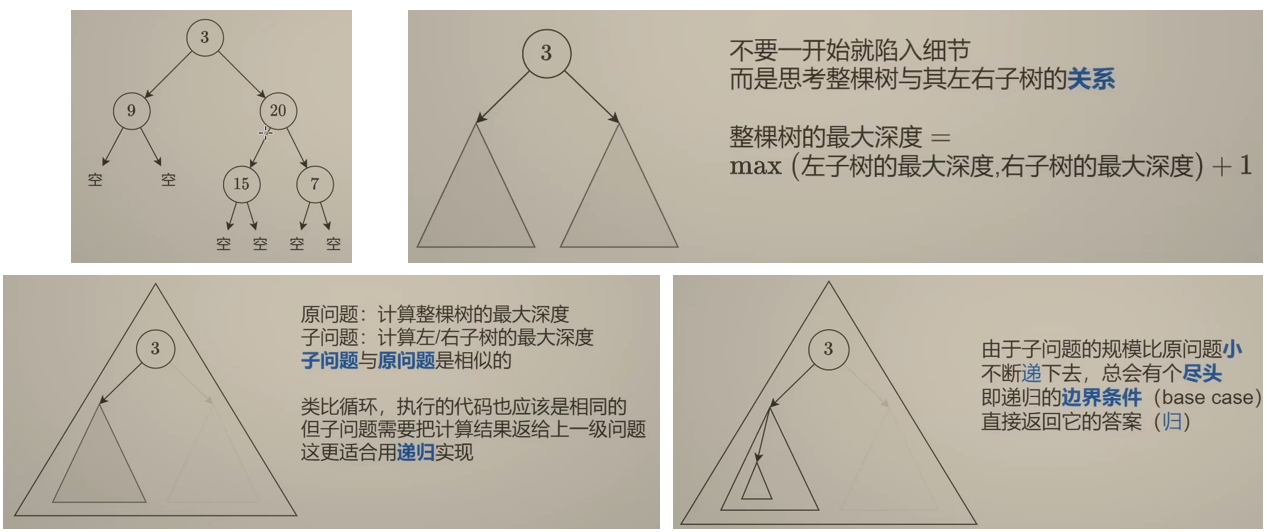 3
9
20
空
空
15
7
空
空
空
空
3
不要一开始就陷入细节
而是思考整棵树与其左右子树的关系
整棵树的最大深度 =
max (左子树的最大深度,右子树的最大深度) + 1
3
原问题：计算整棵树的最大深度
子问题：计算左/右子树的最大深度
子问题与原问题是相似的
类比循环，执行的代码也应该是相同的
但子问题需要把计算结果返给上一级问题
这更适合用递归实现
3
由于子问题的规模比原问题小
不断递下去，总会有个尽头
即递归的边界条件（base case）
直接返回它的答案（归）